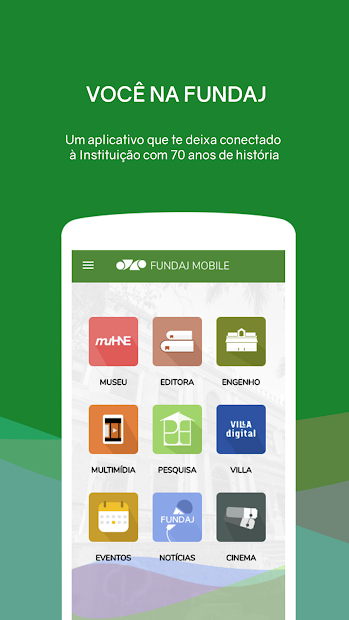 VOCÊ NA FUNDAJ
Um aplicativo que te deixa conectado
à Instituição com 70 anos de história
FUNDAJ MOBILE
muHNE
MUSEU
EDITORA
ENGENHO
VILLA
digital
MULTIMÍDIA
PESQUISA
VILLA
FUNDAJ
EVENTOS
NOTÍCIAS
CINEMA